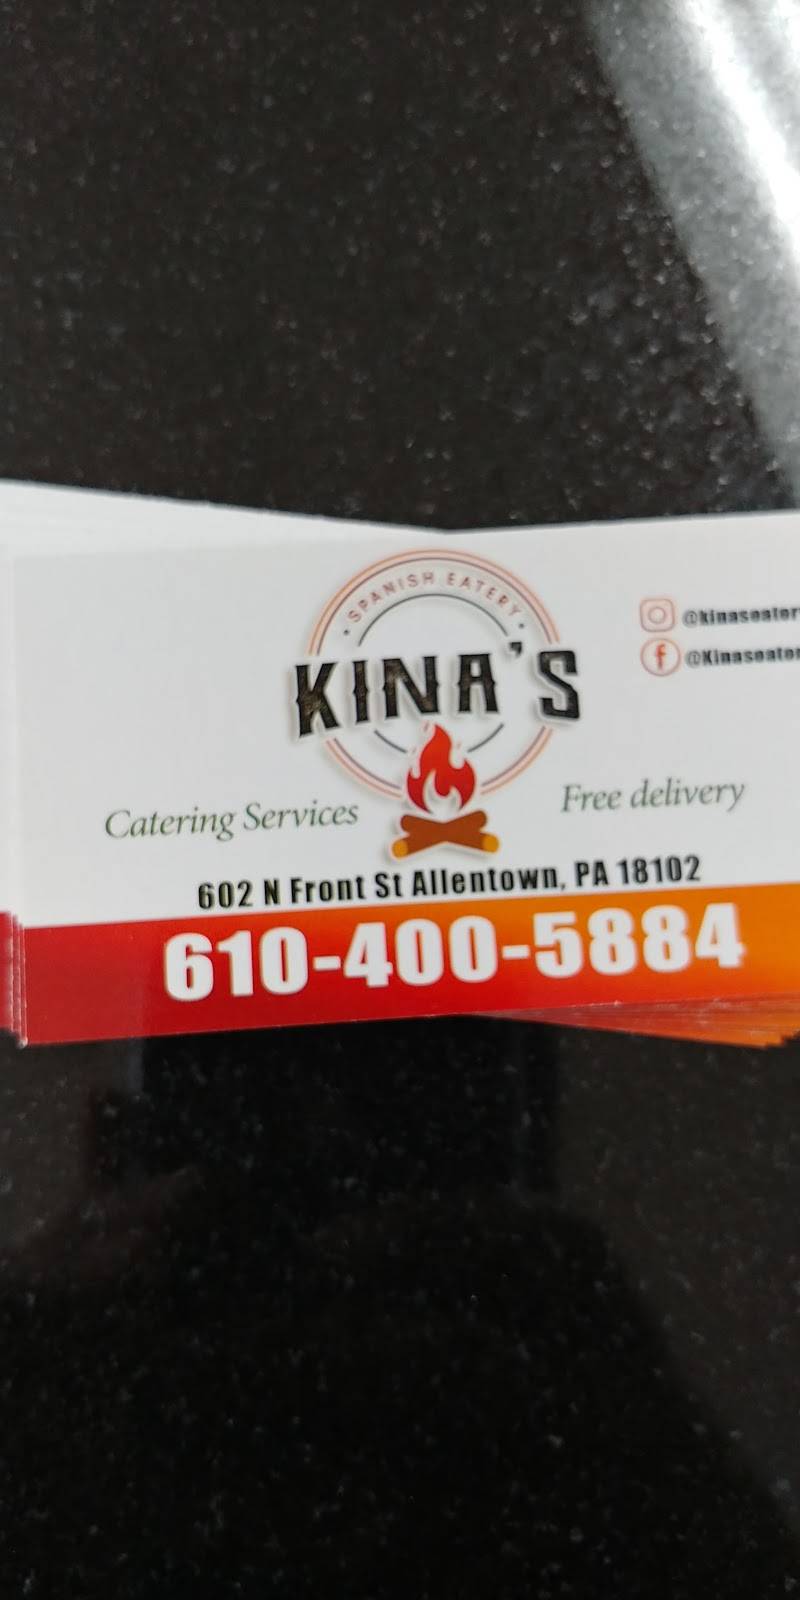 SPANISH EATERY
KINA'S
Catering Services
Free delivery
602 N Front St Allentown, PA 18102
610-400-5884